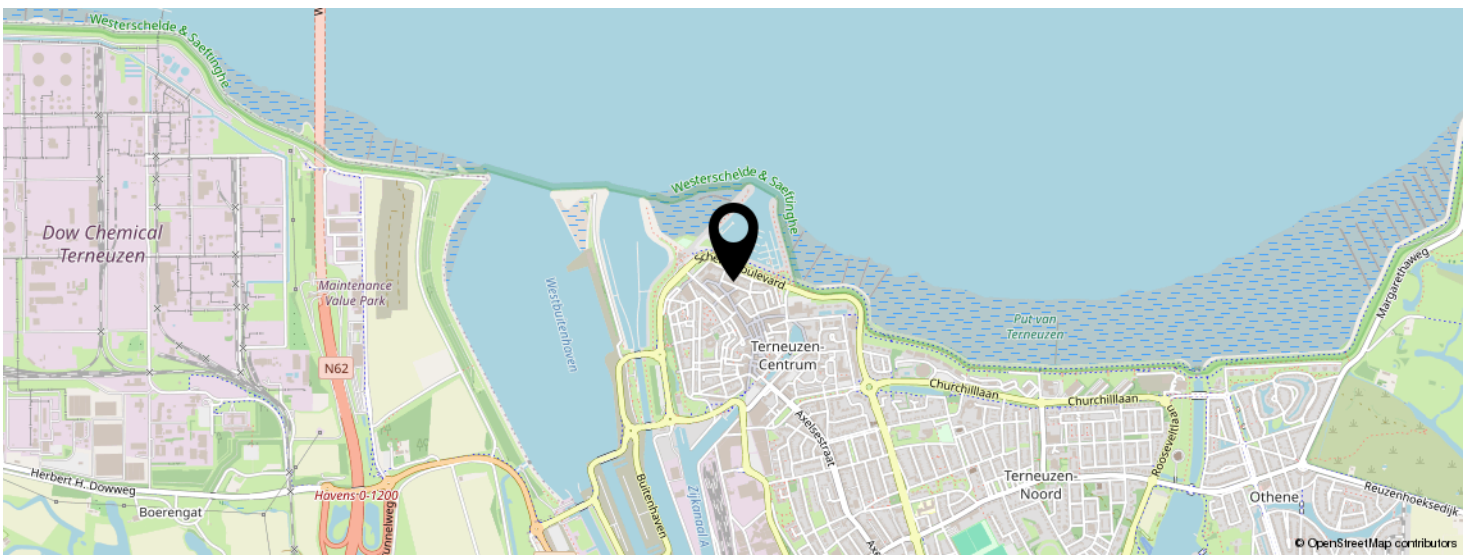 Westerschelde & Saeftinghe
Westerschelde & Saeftinghe
Dow Chemical
Terneuzen
Maintenance
Value Park
Westbuitenhaven
Put van
Terneuzen
Margarethaweg
Terneuzen-
Centrum
N62
Churchilllaan
Churchilllaan
Axelsestraat
Rooseveltlaan
Terneuzen-
Noord
Herbert H. Dowweg
Havens 0-1200
Boerengat
Buitenhaven
Zijkanaal A
Othene
Reuzenhoeksedijk
© OpenStreetMap contributors